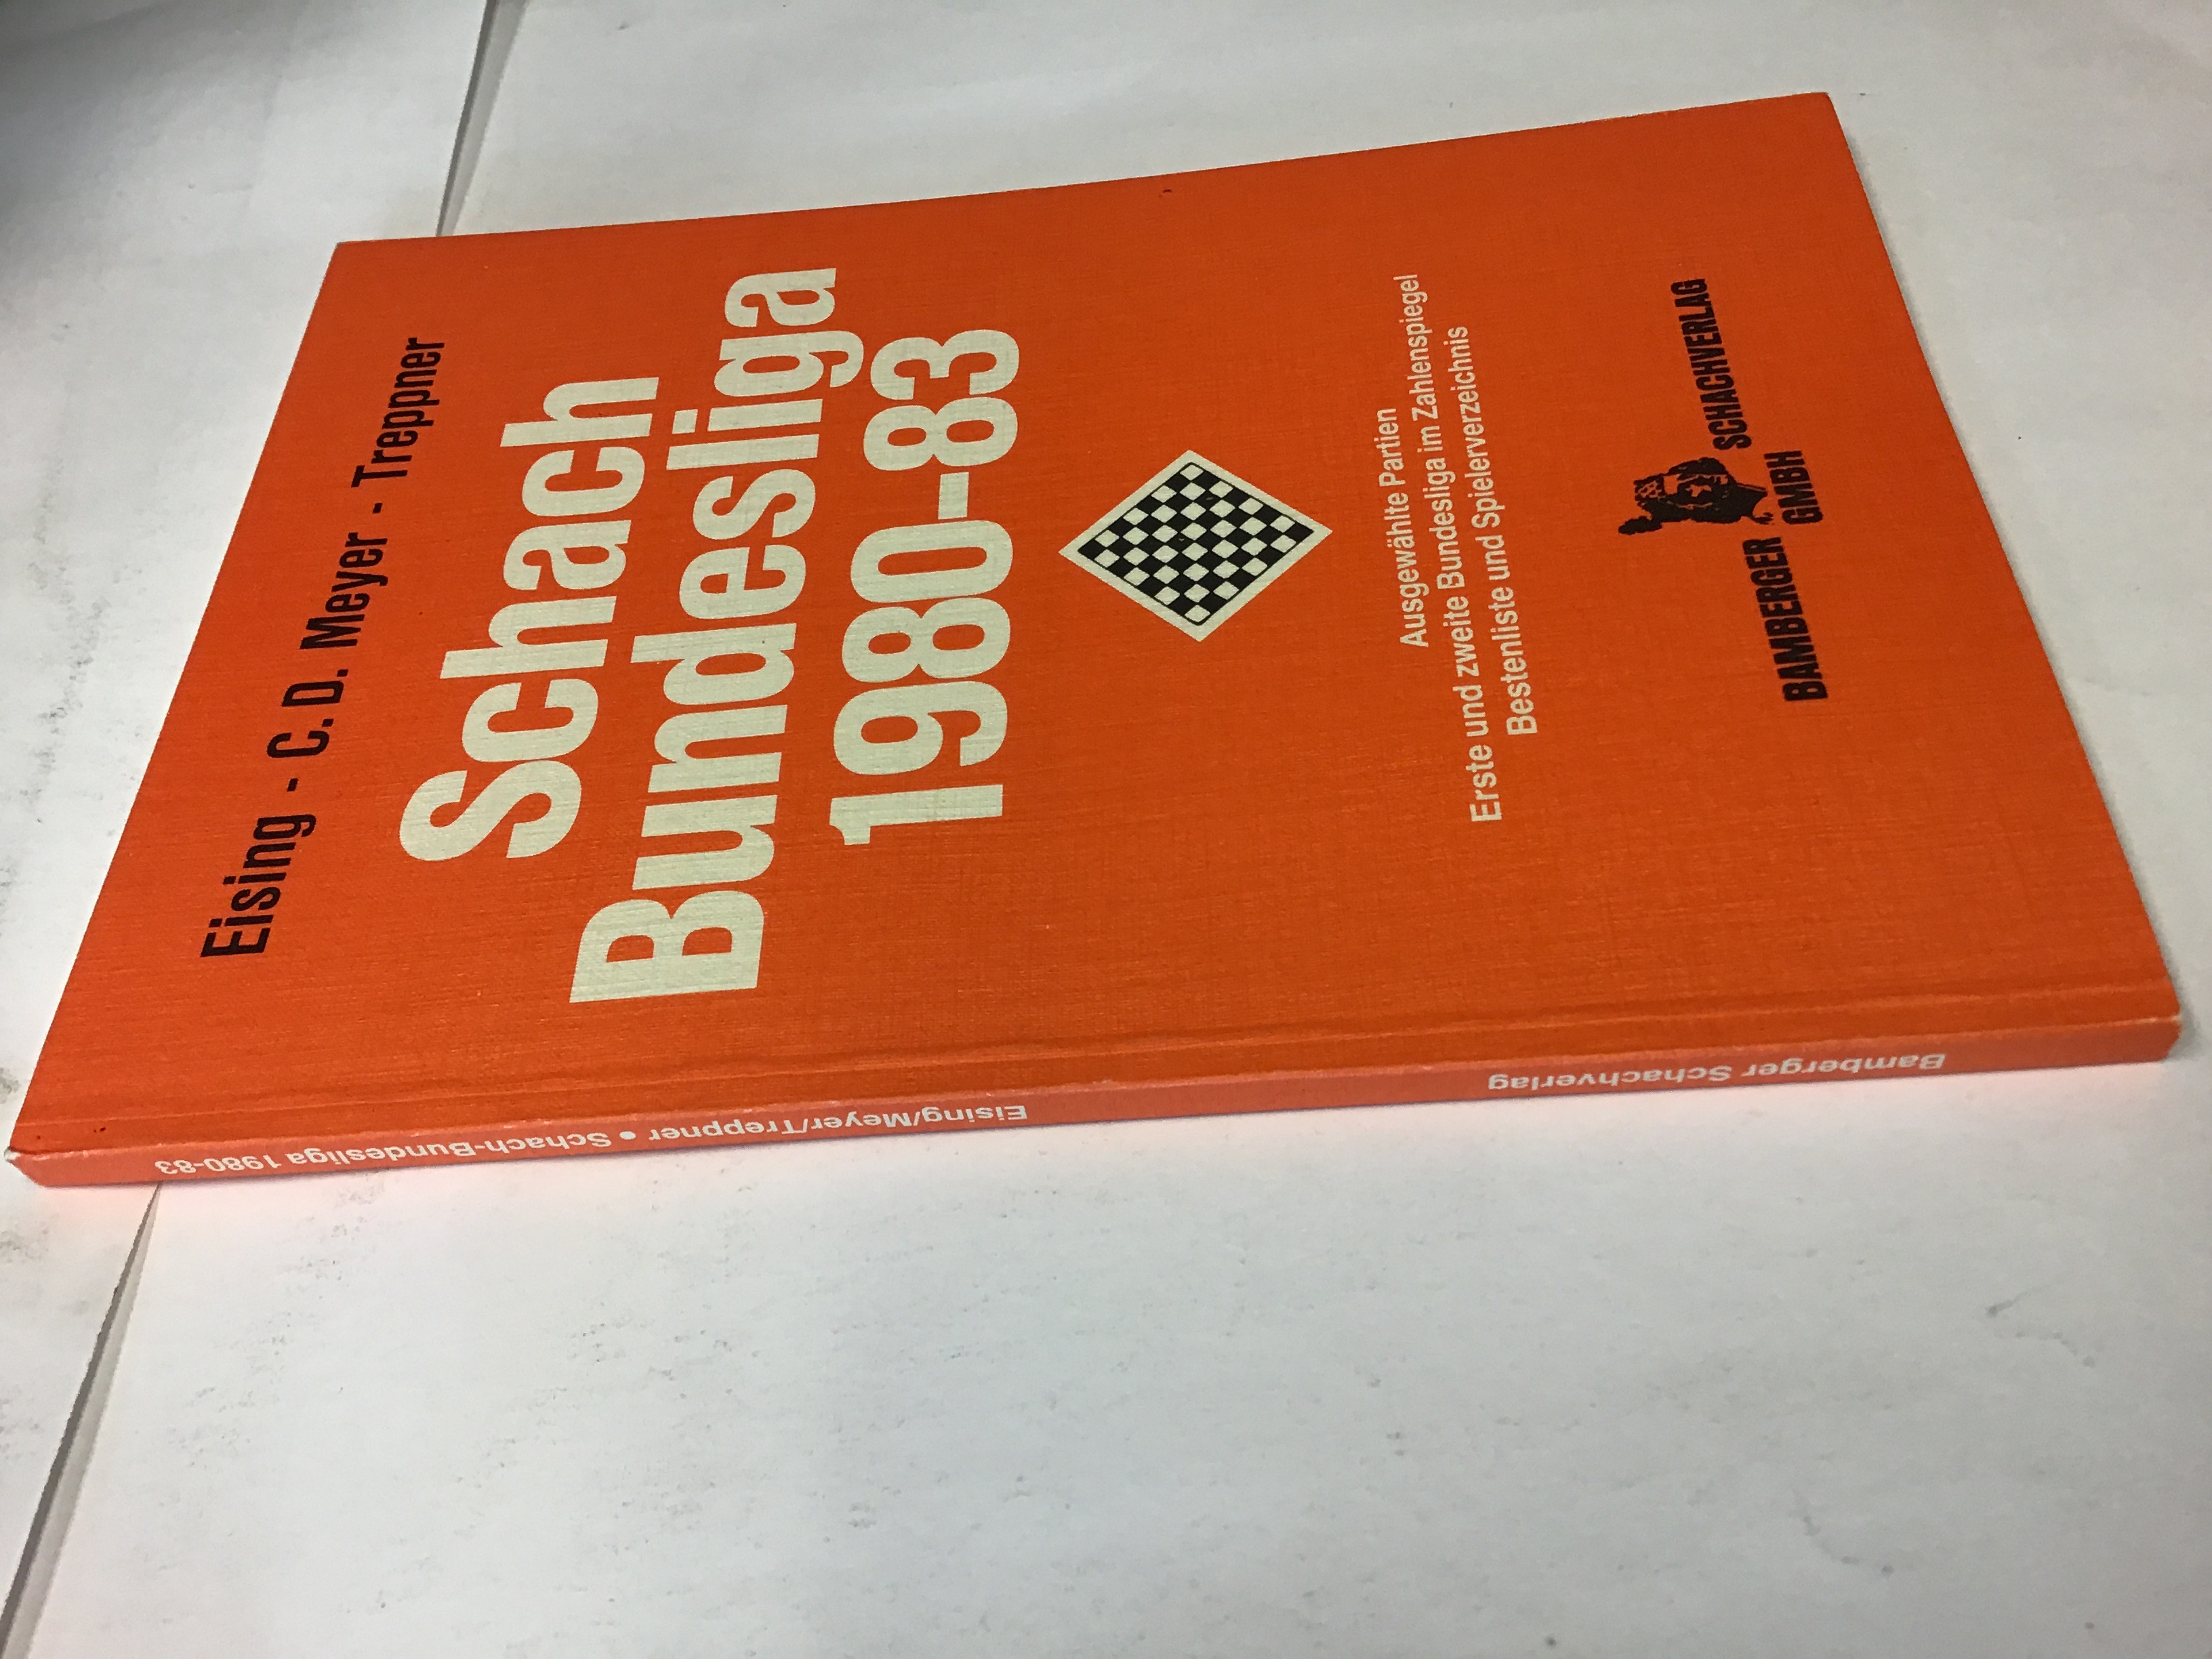 Eising - C. D. Meyer - Treppner
Schach
Bundesliga
1980-83
Ausgewählte Partien
Erste und zweite Bundesliga im Zahlenspiegel
Bestenliste und Spielerverzeichnis
BAMBERGER SCHACHVERLAG
GMBH
Bamberger Schachverlag
Eising/Meyer/Treppner • Schach-Bundesliga 1980-83